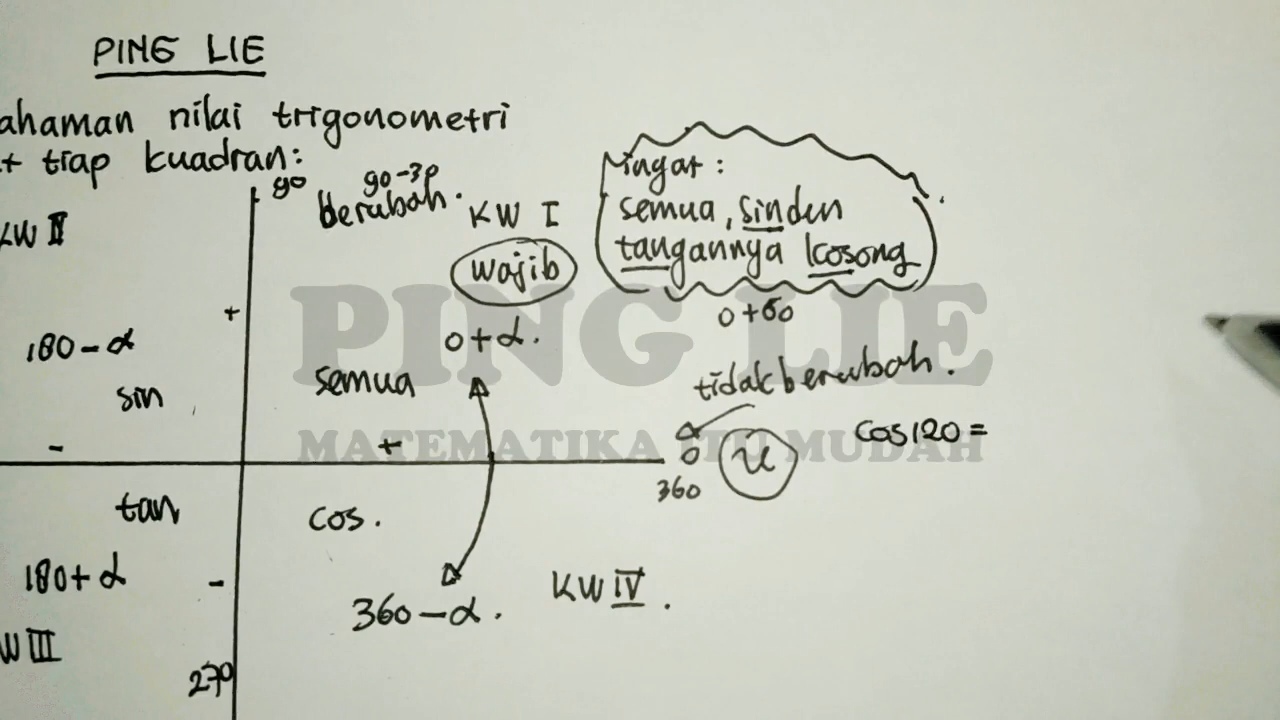 PING LIE
ahaman nilai trigonometri
+ tiap kuadran:
90
90-30
berubah.
KW I
KW II
wajib
ingat:
semua, sinden
tangannya kosong
0+60
+
180-α
0+α.
sin
semua
tidak berubah.
cos 120 =
-
+
0
x
360
PING LIE
MATEMATIKA ITU MUDAH
tan
cos.
180+α
-
360-α.
KW IV.
W III
270